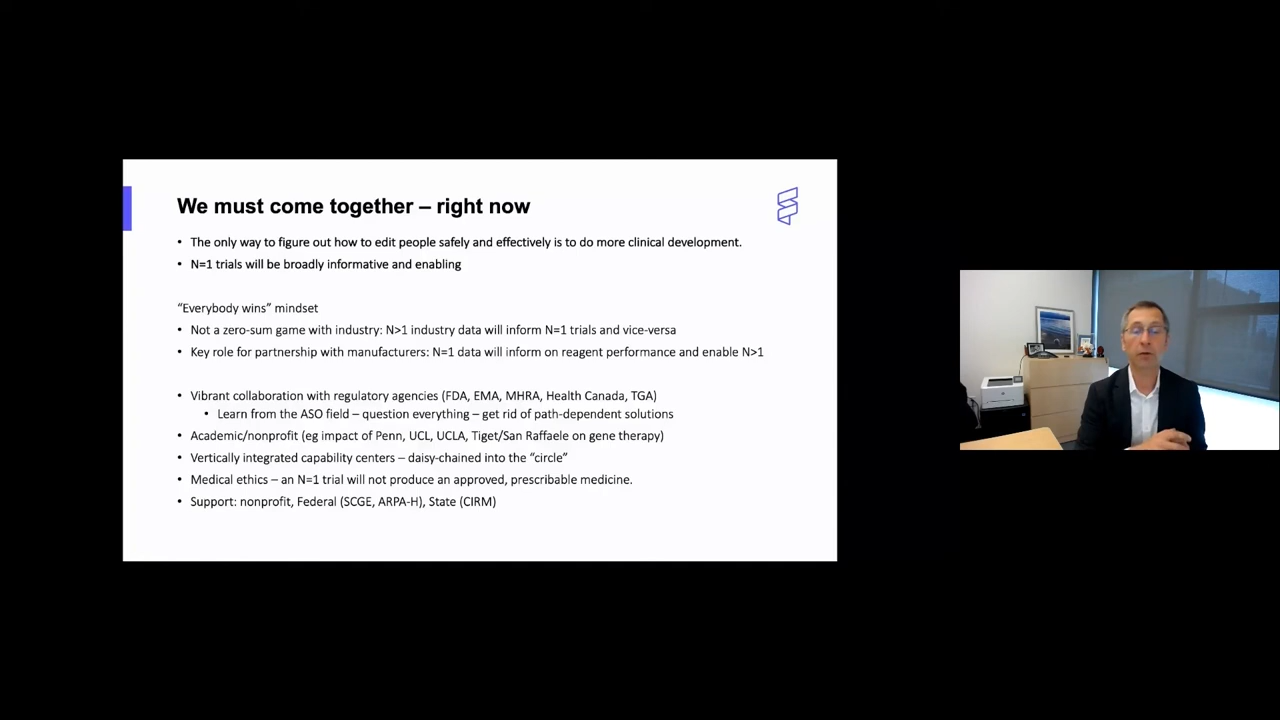 We must come together – right now
• The only way to figure out how to edit people safely and effectively is to do more clinical development.
• N=1 trials will be broadly informative and enabling
“Everybody wins” mindset
• Not a zero-sum game with industry: N>1 industry data will inform N=1 trials and vice-versa
• Key role for partnership with manufacturers: N=1 data will inform on reagent performance and enable N>1
• Vibrant collaboration with regulatory agencies (FDA, EMA, MHRA, Health Canada, TGA)
• Learn from the ASO field – question everything – get rid of path-dependent solutions
• Academic/nonprofit (eg impact of Penn, UCL, UCLA, Tiget/San Raffaele on gene therapy)
• Vertically integrated capability centers – daisy-chained into the “circle”
• Medical ethics – an N=1 trial will not produce an approved, prescribable medicine.
• Support: nonprofit, Federal (SCGE, ARPA-H), State (CIRM)